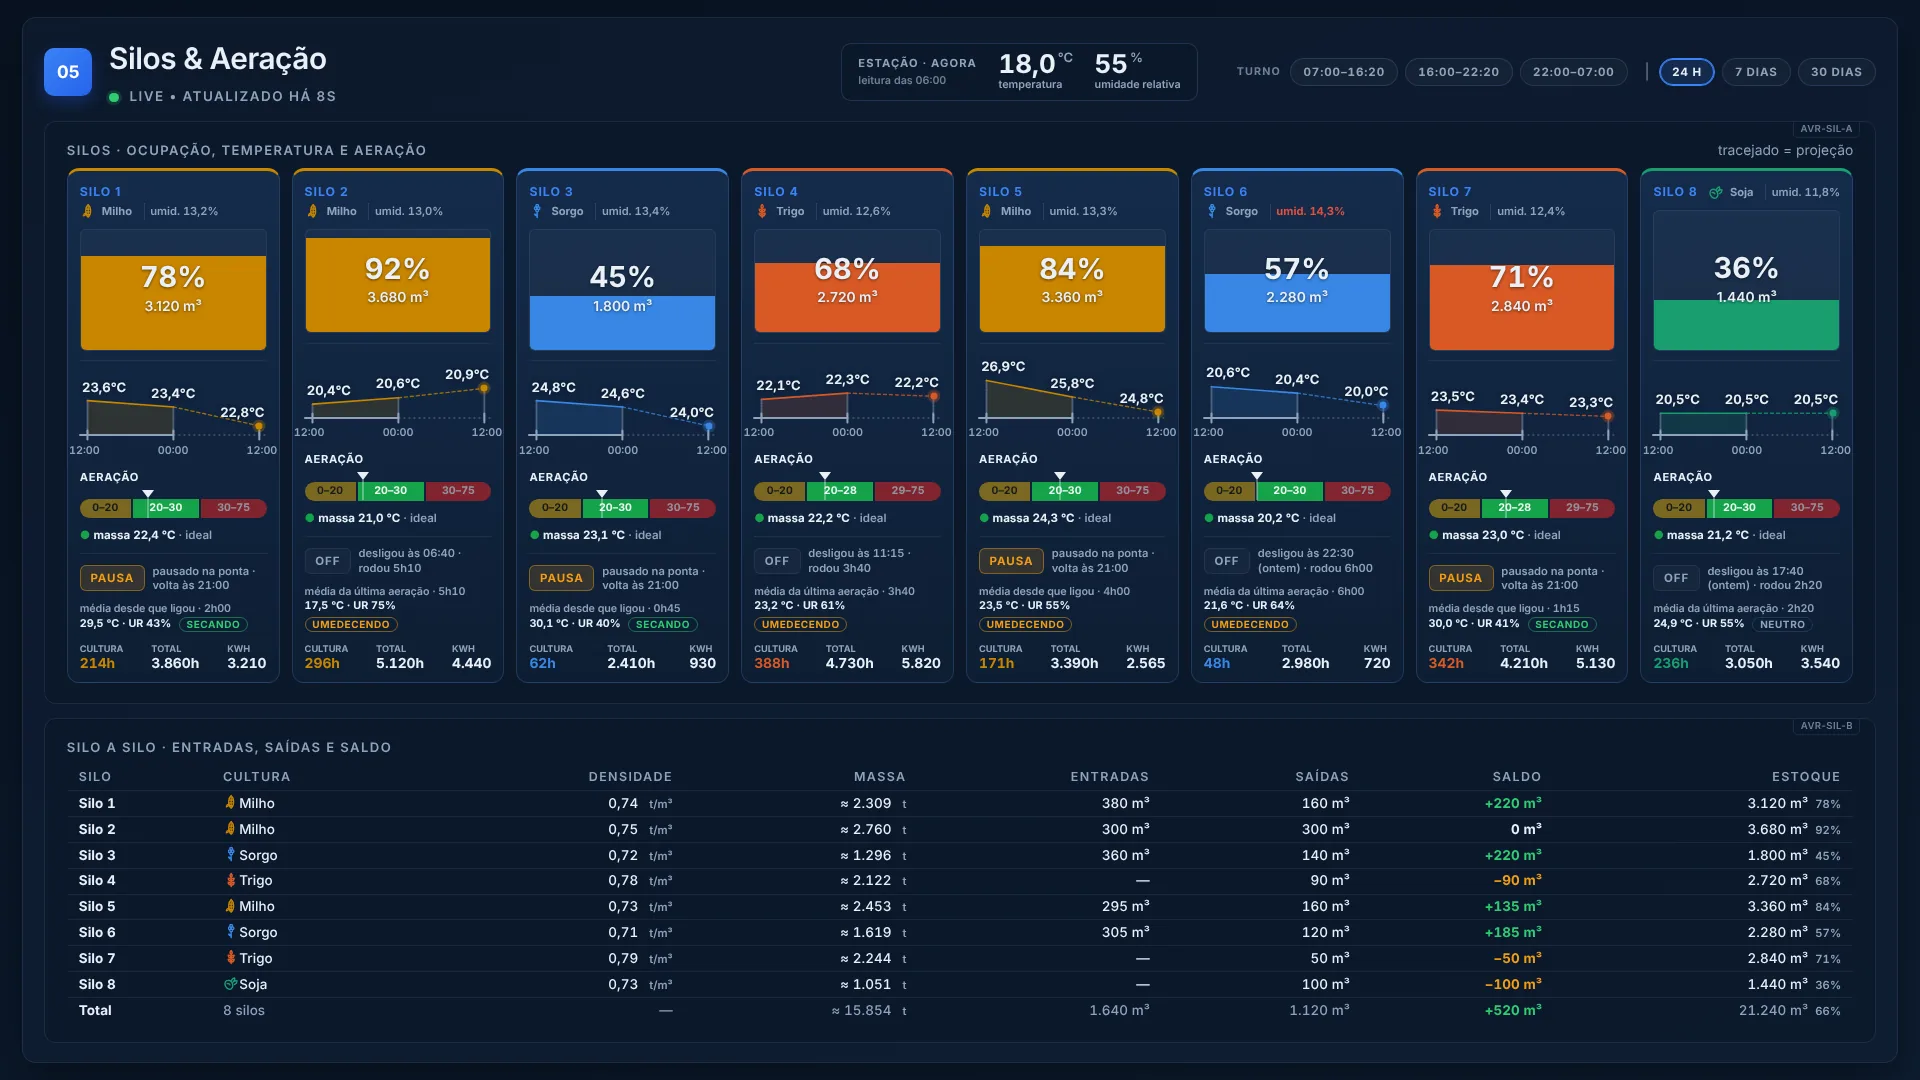 05
Silos & Aeração
LIVE • ATUALIZADO HÁ 8S
ESTAÇÃO · AGORA
leitura das 06:00
18,0 °C
temperatura
55 %
umidade relativa
TURNO 07:00–16:20 16:00–22:20 22:00–07:00 | 24 H 7 DIAS 30 DIAS
AVR-SIL-A
SILOS · OCUPAÇÃO, TEMPERATURA E AERAÇÃO
tracejado = projeção
SILO 1
Milho umid. 13,2%
78%
3.120 m³
23,6°C 23,4°C 22,8°C
12:00 00:00 12:00
AERAÇÃO
0–20 20–30 30–75
massa 22,4 °C · ideal
PAUSA pausado na ponta ·
volta às 21:00
média desde que ligou · 2h00
29,5 °C · UR 43% SECANDO
CULTURA TOTAL KWH
214h 3.860h 3.210
SILO 2
Milho umid. 13,0%
92%
3.680 m³
20,4°C 20,6°C 20,9°C
12:00 00:00 12:00
AERAÇÃO
0–20 20–30 30–75
massa 21,0 °C · ideal
OFF desligou às 06:40 ·
rodou 5h10
média da última aeração · 5h10
17,5 °C · UR 75%
UMEDECENDO
CULTURA TOTAL KWH
296h 5.120h 4.440
SILO 3
Sorgo umid. 13,4%
45%
1.800 m³
24,8°C 24,6°C 24,0°C
12:00 00:00 12:00
AERAÇÃO
0–20 20–30 30–75
massa 23,1 °C · ideal
PAUSA pausado na ponta ·
volta às 21:00
média desde que ligou · 0h45
30,1 °C · UR 40% SECANDO
CULTURA TOTAL KWH
62h 2.410h 930
SILO 4
Trigo umid. 12,6%
68%
2.720 m³
22,1°C 22,3°C 22,2°C
12:00 00:00 12:00
AERAÇÃO
0–20 20–28 29–75
massa 22,2 °C · ideal
OFF desligou às 11:15 ·
rodou 3h40
média da última aeração · 3h40
23,2 °C · UR 61%
UMEDECENDO
CULTURA TOTAL KWH
388h 4.730h 5.820
SILO 5
Milho umid. 13,3%
84%
3.360 m³
26,9°C 25,8°C 24,8°C
12:00 00:00 12:00
AERAÇÃO
0–20 20–30 30–75
massa 24,3 °C · ideal
PAUSA pausado na ponta ·
volta às 21:00
média desde que ligou · 4h00
23,5 °C · UR 55%
UMEDECENDO
CULTURA TOTAL KWH
171h 3.390h 2.565
SILO 6
Sorgo umid. 14,3%
57%
2.280 m³
20,6°C 20,4°C 20,0°C
12:00 00:00 12:00
AERAÇÃO
0–20 20–30 30–75
massa 20,2 °C · ideal
OFF desligou às 22:30
(ontem) · rodou 6h00
média da última aeração · 6h00
21,6 °C · UR 64%
UMEDECENDO
CULTURA TOTAL KWH
48h 2.980h 720
SILO 7
Trigo umid. 12,4%
71%
2.840 m³
23,5°C 23,4°C 23,3°C
12:00 00:00 12:00
AERAÇÃO
0–20 20–28 29–75
massa 23,0 °C · ideal
PAUSA pausado na ponta ·
volta às 21:00
média desde que ligou · 1h15
30,0 °C · UR 41% SECANDO
CULTURA TOTAL KWH
342h 4.210h 5.130
SILO 8 Soja umid. 11,8%
36%
1.440 m³
20,5°C 20,5°C 20,5°C
12:00 00:00 12:00
AERAÇÃO
0–20 20–30 30–75
massa 21,2 °C · ideal
OFF desligou às 17:40
(ontem) · rodou 2h20
média da última aeração · 2h20
24,9 °C · UR 55% NEUTRO
CULTURA TOTAL KWH
236h 3.050h 3.540
AVR-SIL-B
SILO A SILO · ENTRADAS, SAÍDAS E SALDO
SILO CULTURA DENSIDADE MASSA ENTRADAS SAÍDAS SALDO ESTOQUE
Silo 1 Milho 0,74 t/m³ ≈ 2.309 t 380 m³ 160 m³ +220 m³ 3.120 m³ 78%
Silo 2 Milho 0,75 t/m³ ≈ 2.760 t 300 m³ 300 m³ 0 m³ 3.680 m³ 92%
Silo 3 Sorgo 0,72 t/m³ ≈ 1.296 t 360 m³ 140 m³ +220 m³ 1.800 m³ 45%
Silo 4 Trigo 0,78 t/m³ ≈ 2.122 t — 90 m³ −90 m³ 2.720 m³ 68%
Silo 5 Milho 0,73 t/m³ ≈ 2.453 t 295 m³ 160 m³ +135 m³ 3.360 m³ 84%
Silo 6 Sorgo 0,71 t/m³ ≈ 1.619 t 305 m³ 120 m³ +185 m³ 2.280 m³ 57%
Silo 7 Trigo 0,79 t/m³ ≈ 2.244 t — 50 m³ −50 m³ 2.840 m³ 71%
Silo 8 Soja 0,73 t/m³ ≈ 1.051 t — 100 m³ −100 m³ 1.440 m³ 36%
Total 8 silos — ≈ 15.854 t 1.640 m³ 1.120 m³ +520 m³ 21.240 m³ 66%